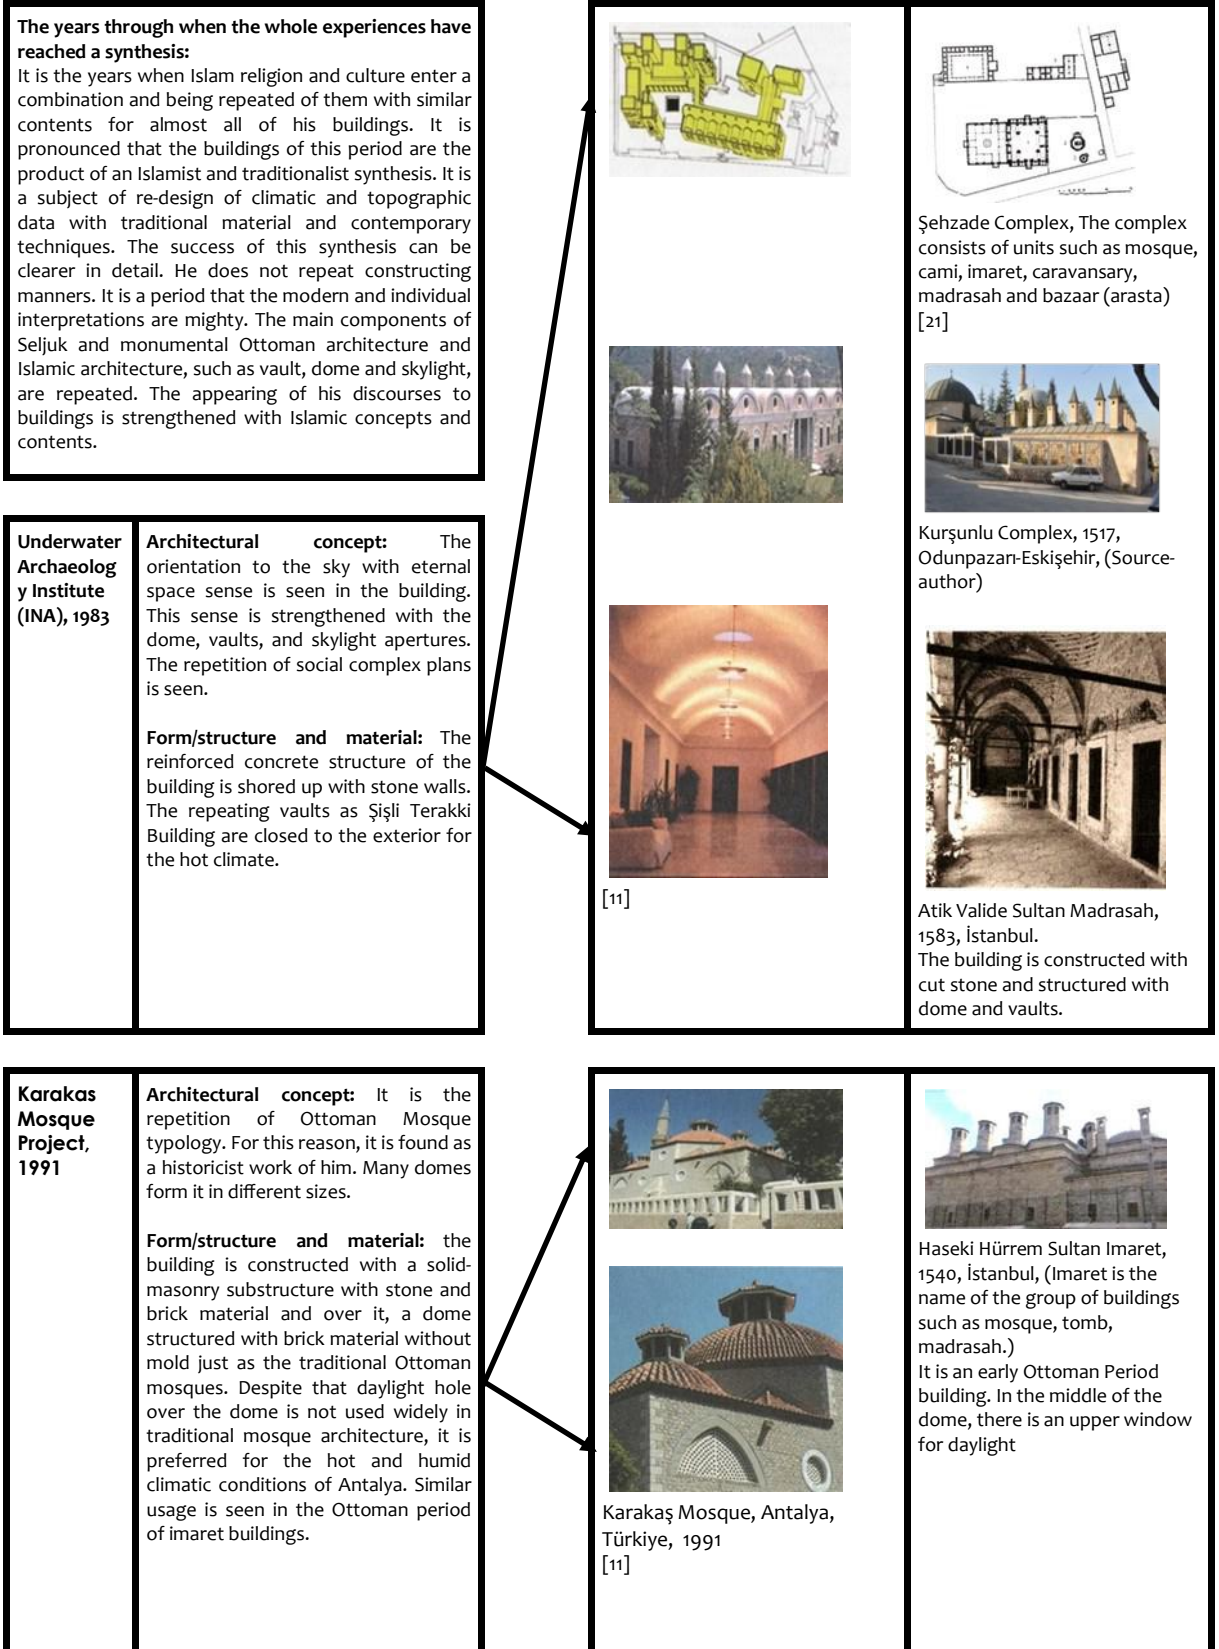 The years through when the whole experiences have
reached a synthesis:
It is the years when Islam religion and culture enter a
combination and being repeated of them with similar
contents for almost all of his buildings. It is
pronounced that the buildings of this period are the
product of an Islamist and traditionalist synthesis. It is
a subject of re-design of climatic and topographic
data with traditional material and contemporary
techniques. The success of this synthesis can be
clearer in detail. He does not repeat constructing
manners. It is a period that the modern and individual
interpretations are mighty. The main components of
Seljuk and monumental Ottoman architecture and
Islamic architecture, such as vault, dome and skylight,
are repeated. The appearing of his discourses to
buildings is strengthened with Islamic concepts and
contents.
Şehzade Complex, The complex
consists of units such as mosque,
cami, imaret, caravansary,
madrasah and bazaar (arasta)
[21]
Kurşunlu Complex, 1517,
Odunpazarı-Eskişehir, (Source-
author)
Underwater
Archaeolog
y Institute
(INA), 1983
Architectural concept: The
orientation to the sky with eternal
space sense is seen in the building.
This sense is strengthened with the
dome, vaults, and skylight apertures.
The repetition of social complex plans
is seen.
Form/structure and material: The
reinforced concrete structure of the
building is shored up with stone walls.
The repeating vaults as Şişli Terakki
Building are closed to the exterior for
the hot climate.
[11]
Atik Valide Sultan Madrasah,
1583, İstanbul.
The building is constructed with
cut stone and structured with
dome and vaults.
Karakas
Mosque
Project,
1991
Architectural concept: It is the
repetition of Ottoman Mosque
typology. For this reason, it is found as
a historicist work of him. Many domes
form it in different sizes.
Form/structure and material: the
building is constructed with a solid-
masonry substructure with stone and
brick material and over it, a dome
structured with brick material without
mold just as the traditional Ottoman
mosques. Despite that daylight hole
over the dome is not used widely in
traditional mosque architecture, it is
preferred for the hot and humid
climatic conditions of Antalya. Similar
usage is seen in the Ottoman period
of imaret buildings.
Karakaş Mosque, Antalya,
Türkiye, 1991
[11]
Haseki Hürrem Sultan Imaret,
1540, İstanbul, (Imaret is the
name of the group of buildings
such as mosque, tomb,
madrasah.)
It is an early Ottoman Period
building. In the middle of the
dome, there is an upper window
for daylight